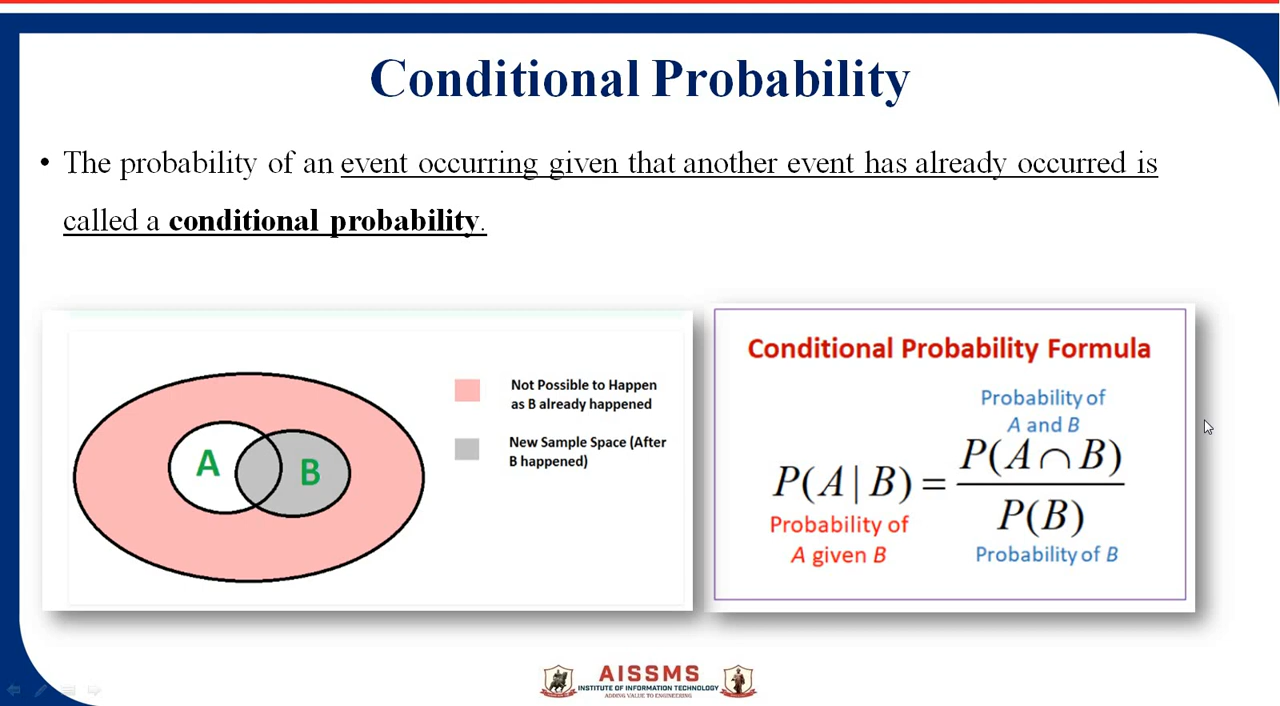 Conditional Probability
• The probability of an event occurring given that another event has already occurred is
called a conditional probability.
A
B
Not Possible to Happen
as B already happened
New Sample Space (After
B happened)
Conditional Probability Formula
Probability of
A and B
P(A | B) = P(A ∩ B)
P(B)
Probability of
A given B
Probability of B
AISSMS
INSTITUTE OF INFORMATION TECHNOLOGY
ADDING VALUE TO ENGINEERING